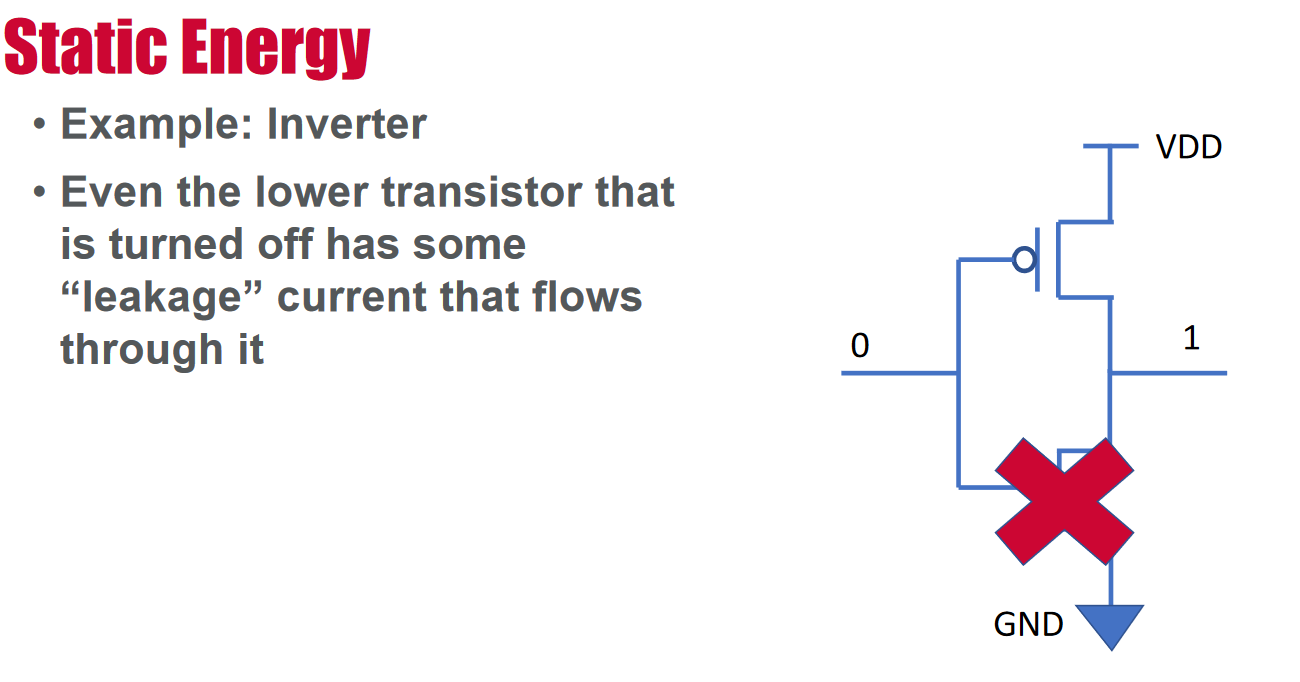 Static Energy
• Example: Inverter
• Even the lower transistor that
is turned off has some
“leakage” current that flows
through it
VDD
0
1
GND